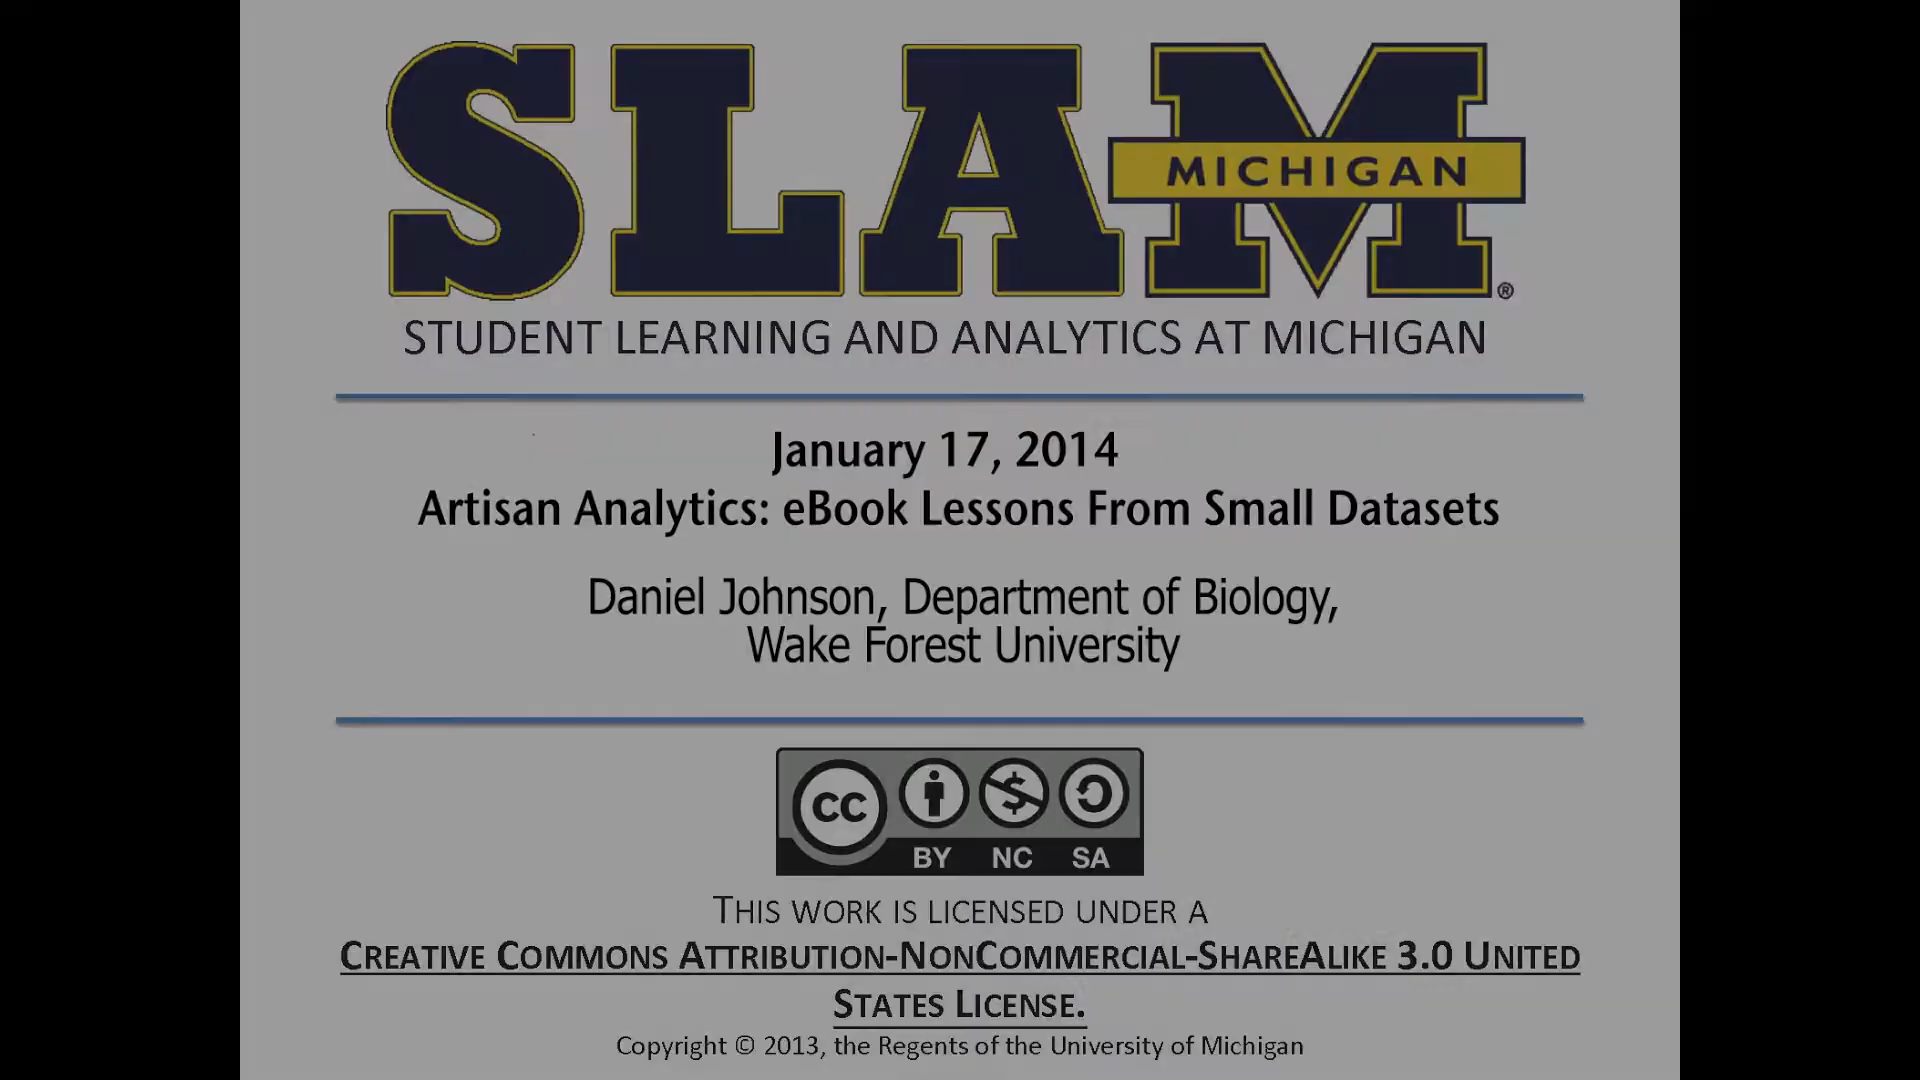 SLAM
MICHIGAN
®
STUDENT LEARNING AND ANALYTICS AT MICHIGAN
January 17, 2014
Artisan Analytics: eBook Lessons From Small Datasets
Daniel Johnson, Department of Biology,
Wake Forest University
cc
BY NC SA
THIS WORK IS LICENSED UNDER A
CREATIVE COMMONS ATTRIBUTION-NONCOMMERCIAL-SHAREALIKE 3.0 UNITED
STATES LICENSE.
Copyright © 2013, the Regents of the University of Michigan